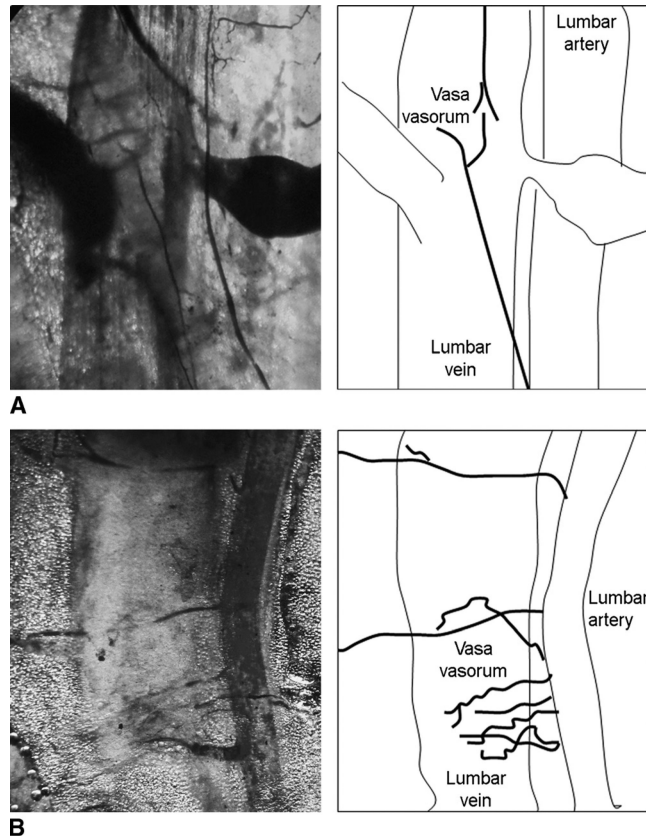 Lumbar
artery
Vasa
vasorum
Lumbar
vein
A
Lumbar
artery
Vasa
vasorum
Lumbar
vein
B